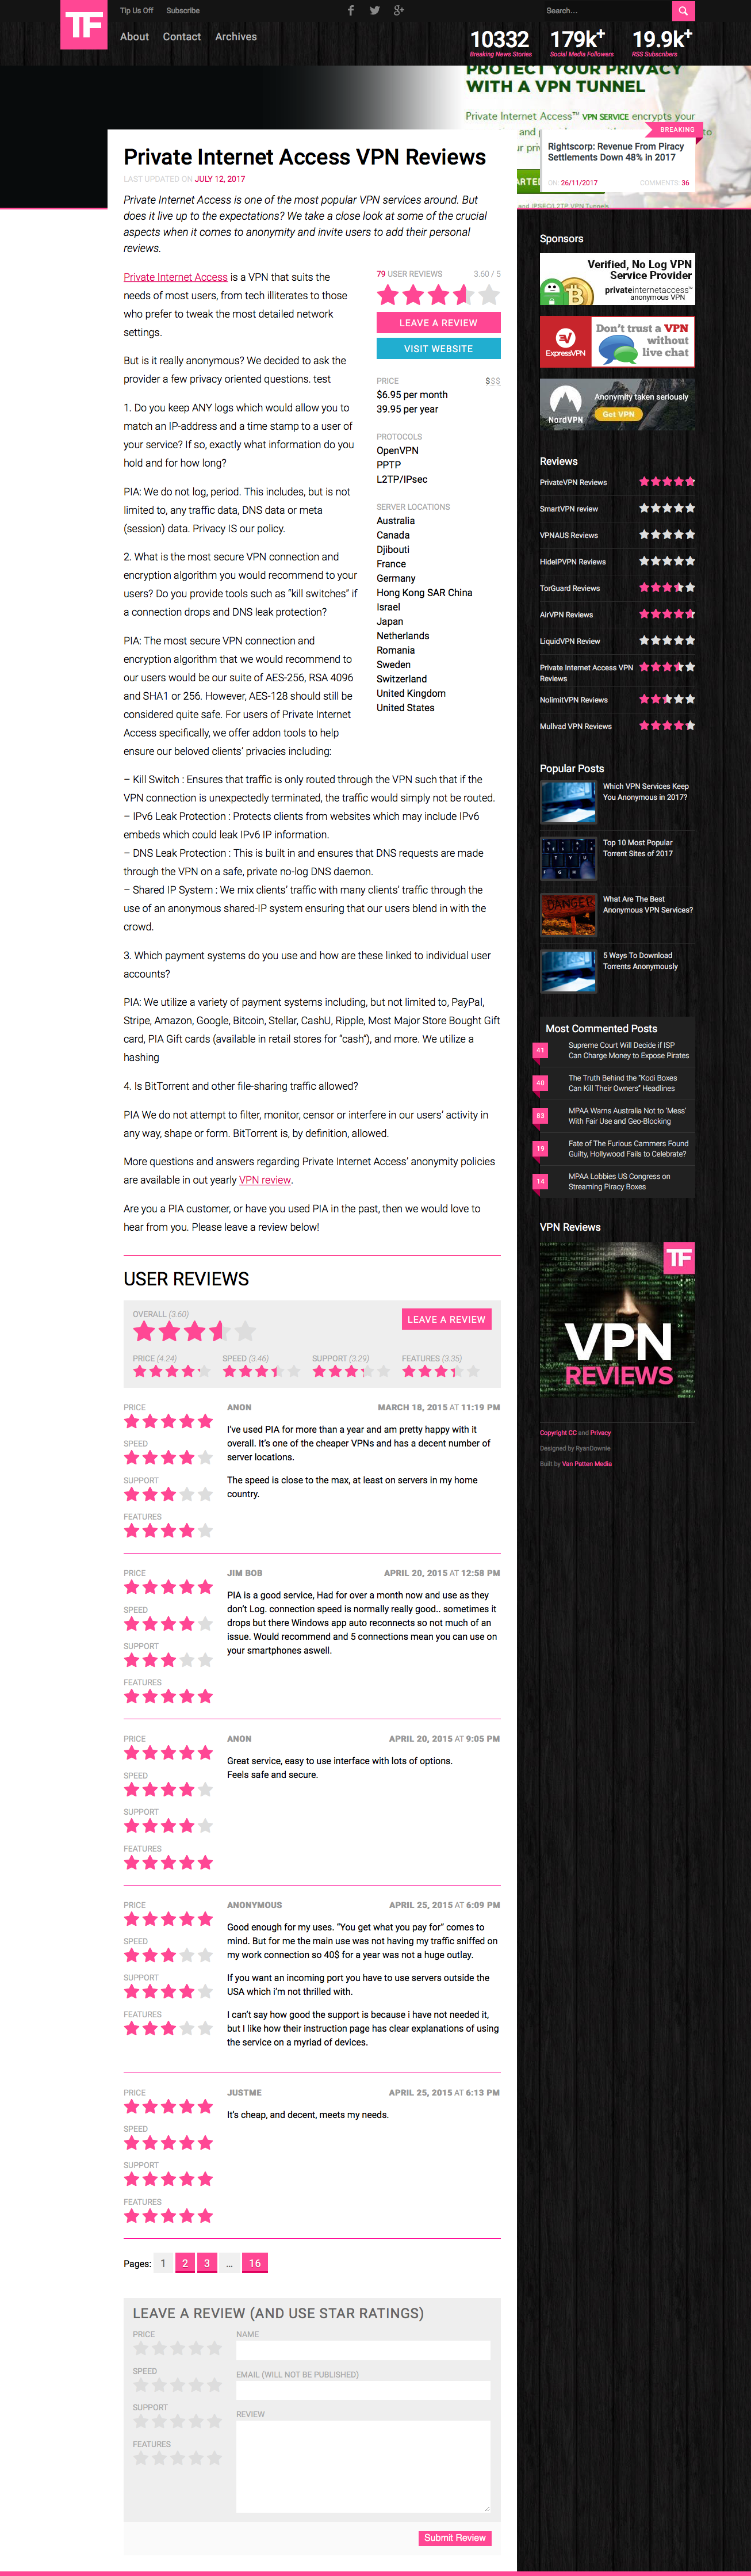 TF
Tip Us Off
Subscribe
Search...
About
Contact
Archives
10332
Breaking News Stories
179k+
Social Media Followers
19.9k+
RSS Subscribers
PROTECT YOUR PRIVACY
WITH A VPN TUNNEL
Private Internet Access™ VPN SERVICE encrypts your
BREAKING
Rightscorp: Revenue From Piracy
Settlements Down 48% in 2017
ON: 26/11/2017
COMMENTS: 36
and IPSEC/L2TP VPN Tunnels
Private Internet Access VPN Reviews
LAST UPDATED ON JULY 12, 2017
Private Internet Access is one of the most popular VPN services around. But
does it live up to the expectations? We take a close look at some of the crucial
aspects when it comes to anonymity and invite users to add their personal
reviews.
Private Internet Access is a VPN that suits the
needs of most users, from tech illiterates to those
who prefer to tweak the most detailed network
settings.
But is it really anonymous? We decided to ask the
provider a few privacy oriented questions. test
1. Do you keep ANY logs which would allow you to
match an IP-address and a time stamp to a user of
your service? If so, exactly what information do you
hold and for how long?
PIA: We do not log, period. This includes, but is not
limited to, any traffic data, DNS data or meta
(session) data. Privacy IS our policy.
2. What is the most secure VPN connection and
encryption algorithm you would recommend to your
users? Do you provide tools such as “kill switches” if
a connection drops and DNS leak protection?
PIA: The most secure VPN connection and
encryption algorithm that we would recommend to
our users would be our suite of AES-256, RSA 4096
and SHA1 or 256. However, AES-128 should still be
considered quite safe. For users of Private Internet
Access specifically, we offer addon tools to help
ensure our beloved clients’ privacies including:
– Kill Switch : Ensures that traffic is only routed through the VPN such that if the
VPN connection is unexpectedly terminated, the traffic would simply not be routed.
– IPv6 Leak Protection : Protects clients from websites which may include IPv6
embeds which could leak IPv6 IP information.
– DNS Leak Protection : This is built in and ensures that DNS requests are made
through the VPN on a safe, private no-log DNS daemon.
– Shared IP System : We mix clients’ traffic with many clients’ traffic through the
use of an anonymous shared-IP system ensuring that our users blend in with the
crowd.
3. Which payment systems do you use and how are these linked to individual user
accounts?
PIA: We utilize a variety of payment systems including, but not limited to, PayPal,
Stripe, Amazon, Google, Bitcoin, Stellar, CashU, Ripple, Most Major Store Bought Gift
card, PIA Gift cards (available in retail stores for “cash”), and more. We utilize a
hashing
4. Is BitTorrent and other file-sharing traffic allowed?
PIA We do not attempt to filter, monitor, censor or interfere in our users’ activity in
any way, shape or form. BitTorrent is, by definition, allowed.
More questions and answers regarding Private Internet Access’ anonymity policies
are available in out yearly VPN review.
Are you a PIA customer, or have you used PIA in the past, then we would love to
hear from you. Please leave a review below!
79 USER REVIEWS
3.60 / 5
LEAVE A REVIEW
VISIT WEBSITE
PRICE
$$$
$6.95 per month
39.95 per year
PROTOCOLS
OpenVPN
PPTP
L2TP/IPsec
SERVER LOCATIONS
Australia
Canada
Djibouti
France
Germany
Hong Kong SAR China
Israel
Japan
Netherlands
Romania
Sweden
Switzerland
United Kingdom
United States
USER REVIEWS
OVERALL (3.60)
LEAVE A REVIEW
PRICE (4.24)
SPEED (3.46)
SUPPORT (3.29)
FEATURES (3.35)
PRICE
SPEED
SUPPORT
FEATURES
ANON
MARCH 18, 2015 AT 11:19 PM
I’ve used PIA for more than a year and am pretty happy with it
overall. It’s one of the cheaper VPNs and has a decent number of
server locations.
The speed is close to the max, at least on servers in my home
country.
PRICE
SPEED
SUPPORT
FEATURES
JIM BOB
APRIL 20, 2015 AT 12:58 PM
PIA is a good service, Had for over a month now and use as they
don’t Log. connection speed is normally really good.. sometimes it
drops but there Windows app auto reconnects so not much of an
issue. Would recommend and 5 connections mean you can use on
your smartphones aswell.
PRICE
SPEED
SUPPORT
FEATURES
ANON
APRIL 20, 2015 AT 9:05 PM
Great service, easy to use interface with lots of options.
Feels safe and secure.
PRICE
SPEED
SUPPORT
FEATURES
ANONYMOUS
APRIL 25, 2015 AT 6:09 PM
Good enough for my uses. “You get what you pay for” comes to
mind. But for me the main use was not having my traffic sniffed on
my work connection so 40$ for a year was not a huge outlay.
If you want an incoming port you have to use servers outside the
USA which i’m not thrilled with.
I can’t say how good the support is because i have not needed it,
but I like how their instruction page has clear explanations of using
the service on a myriad of devices.
PRICE
SPEED
SUPPORT
FEATURES
JUSTME
APRIL 25, 2015 AT 6:13 PM
It’s cheap, and decent, meets my needs.
Pages: 1 2 3 ... 16
LEAVE A REVIEW (AND USE STAR RATINGS)
PRICE
SPEED
SUPPORT
FEATURES
NAME
EMAIL (WILL NOT BE PUBLISHED)
REVIEW
Submit Review
Sponsors
Verified, No Log VPN
Service Provider
privateinternetaccess™
anonymous VPN
ExpressVPN
Don't trust a VPN
without
live chat
NordVPN
Anonymity taken seriously
Get VPN
Reviews
PrivateVPN Reviews
SmartVPN review
VPNAUS Reviews
HideIPVPN Reviews
TorGuard Reviews
AirVPN Reviews
LiquidVPN Review
Private Internet Access VPN
Reviews
NolimitVPN Reviews
Mullvad VPN Reviews
Popular Posts
Which VPN Services Keep
You Anonymous in 2017?
Top 10 Most Popular
Torrent Sites of 2017
DANGER
What Are The Best
Anonymous VPN Services?
5 Ways To Download
Torrents Anonymously
Most Commented Posts
41
Supreme Court Will Decide if ISP
Can Charge Money to Expose Pirates
40
The Truth Behind the “Kodi Boxes
Can Kill Their Owners” Headlines
83
MPAA Warns Australia Not to ‘Mess’
With Fair Use and Geo-Blocking
19
Fate of The Furious Cammers Found
Guilty, Hollywood Fails to Celebrate?
14
MPAA Lobbies US Congress on
Streaming Piracy Boxes
VPN Reviews
TF
VPN
REVIEWS
Copyright CC and Privacy
Designed by RyanDownie
Built by Van Patten Media